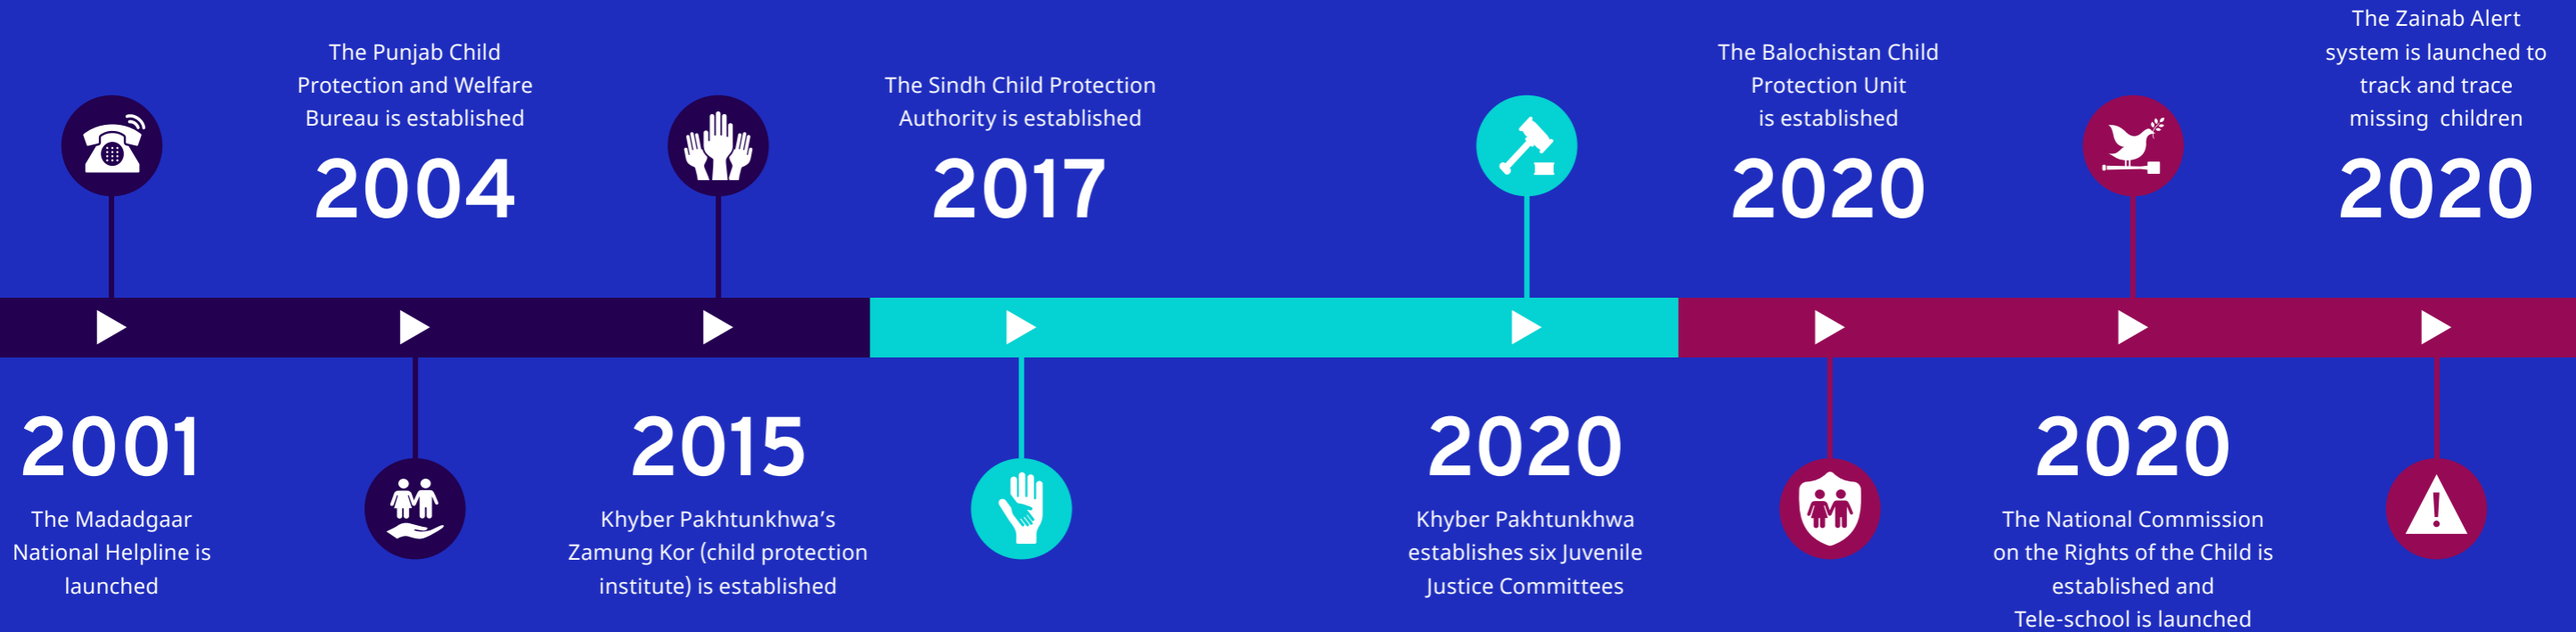 2001
The Madadgaar
National Helpline is
launched
The Punjab Child
Protection and Welfare
Bureau is established
2004
2015
Khyber Pakhtunkhwa’s
Zamung Kor (child protection
institute) is established
The Sindh Child Protection
Authority is established
2017
2020
Khyber Pakhtunkhwa
establishes six Juvenile
Justice Committees
The Balochistan Child
Protection Unit
is established
2020
2020
The National Commission
on the Rights of the Child is
established and
Tele-school is launched
The Zainab Alert
system is launched to
track and trace
missing children
2020